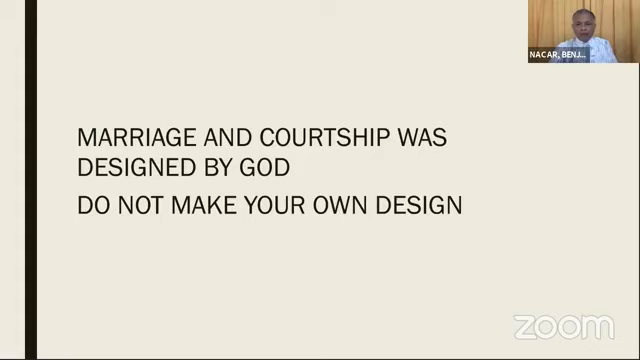 NACAR, BENJ...
MARRIAGE AND COURTSHIP WAS
DESIGNED BY GOD
DO NOT MAKE YOUR OWN DESIGN
zoom